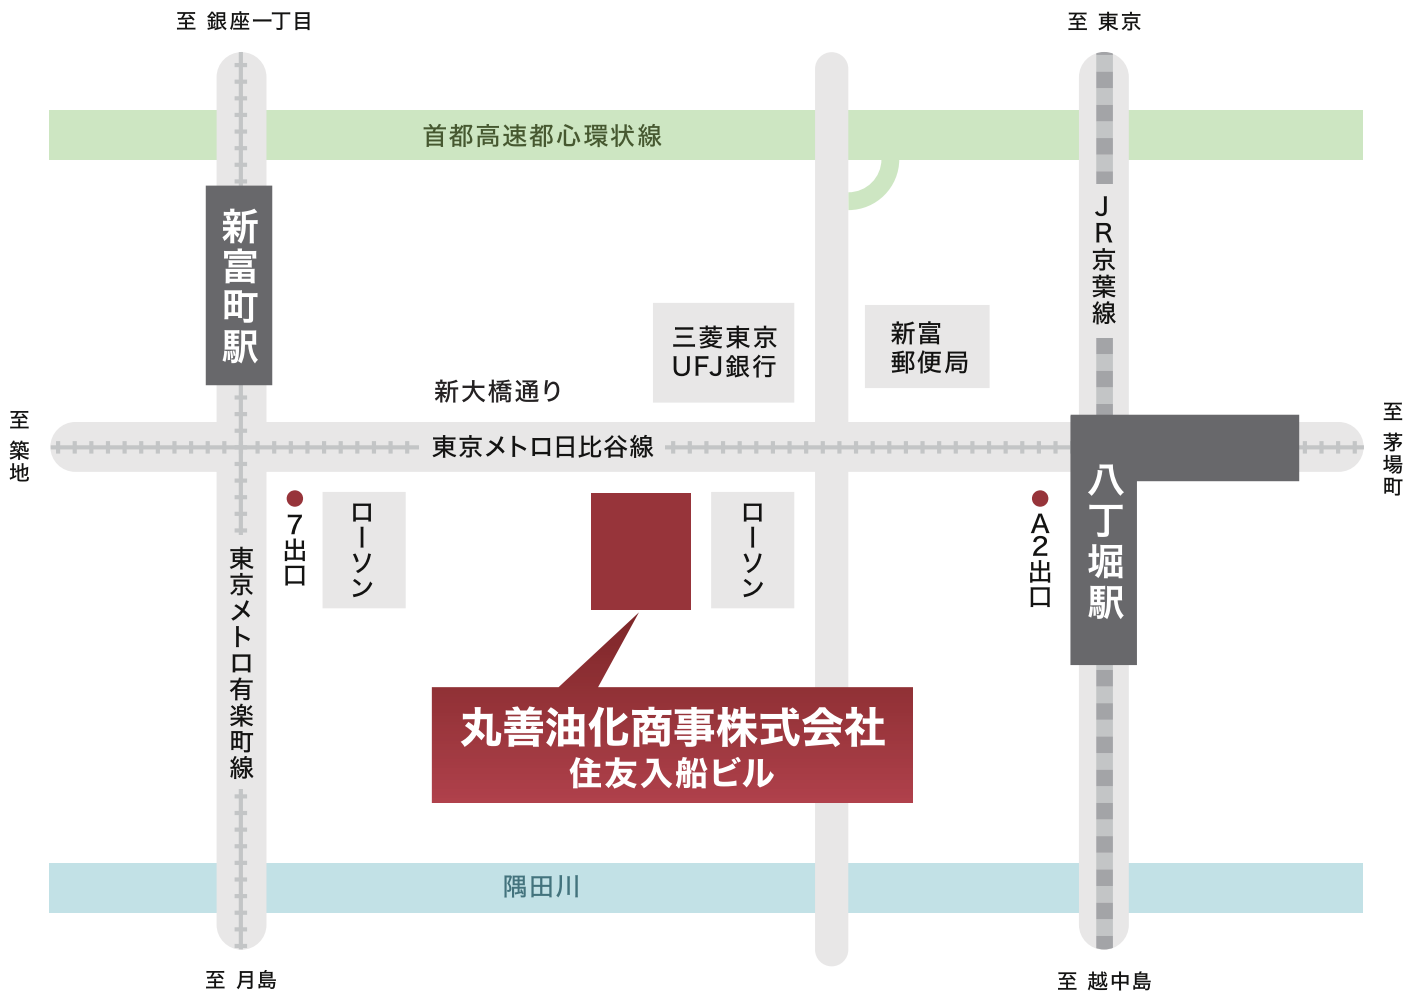 至 銀座一丁目
至 東京
首都高速都心環状線
新富町駅
JR京葉線
三菱東京
UFJ銀行
新富
郵便局
新大橋通り
至 築地
東京メトロ日比谷線
至 茅場町
7出口
ローソン
ローソン
A2出口
八丁堀駅
東京メトロ有楽町線
丸善油化商事株式会社
住友入船ビル
隅田川
至 月島
至 越中島